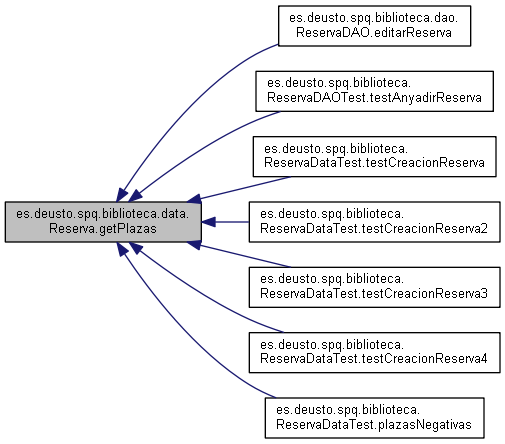 es.deusto.spq.biblioteca.dao.
ReservaDAO.editarReserva
es.deusto.spq.biblioteca.
ReservaDAOTest.testAnyadirReserva
es.deusto.spq.biblioteca.
ReservaDataTest.testCreacionReserva
es.deusto.spq.biblioteca.data.
Reserva.getPlazas
es.deusto.spq.biblioteca.
ReservaDataTest.testCreacionReserva2
es.deusto.spq.biblioteca.
ReservaDataTest.testCreacionReserva3
es.deusto.spq.biblioteca.
ReservaDataTest.testCreacionReserva4
es.deusto.spq.biblioteca.
ReservaDataTest.plazasNegativas